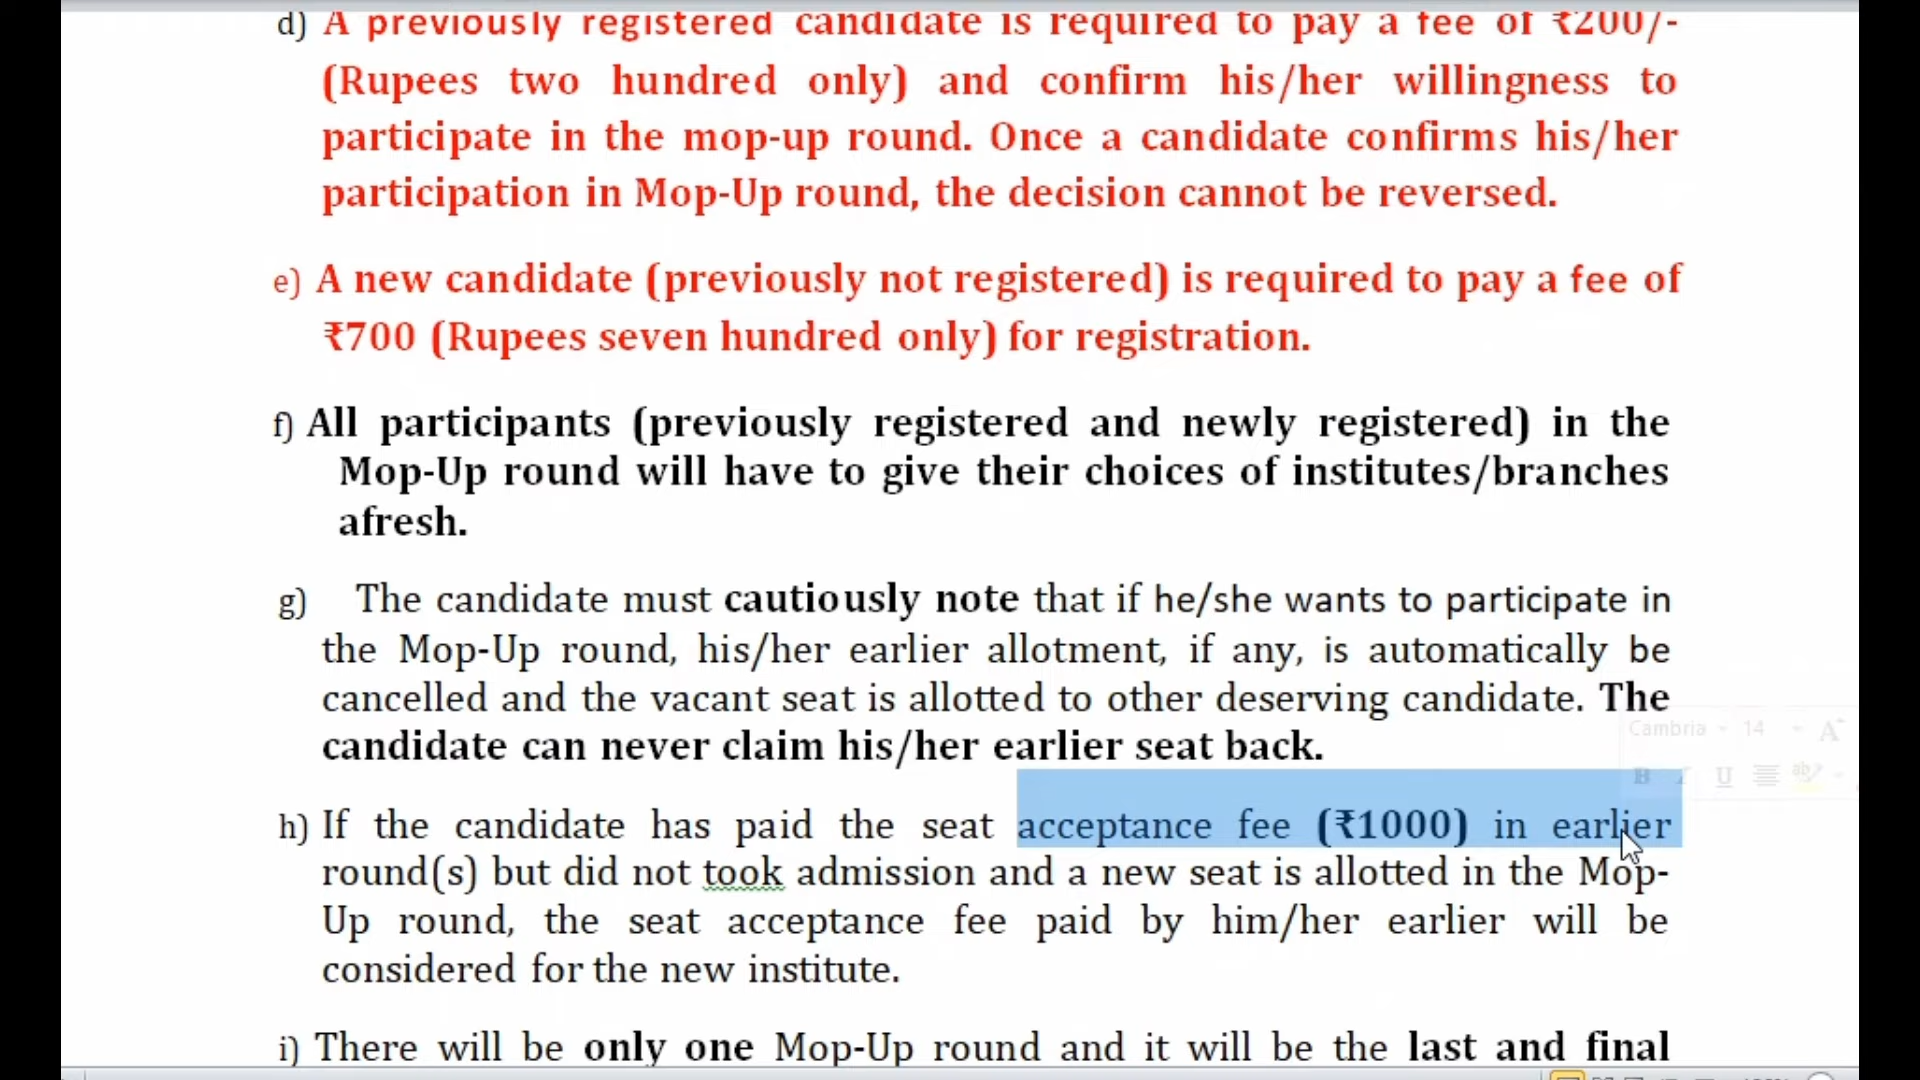 d) A previously registered candidate is required to pay a fee of ₹200/-
(Rupees two hundred only) and confirm his/her willingness to
participate in the mop-up round. Once a candidate confirms his/her
participation in Mop-Up round, the decision cannot be reversed.
e) A new candidate (previously not registered) is required to pay a fee of
₹700 (Rupees seven hundred only) for registration.
f) All participants (previously registered and newly registered) in the
Mop-Up round will have to give their choices of institutes/branches
afresh.
g) The candidate must cautiously note that if he/she wants to participate in
the Mop-Up round, his/her earlier allotment, if any, is automatically be
cancelled and the vacant seat is allotted to other deserving candidate. The
candidate can never claim his/her earlier seat back.
Cambria 14 A
B I U ab
h) If the candidate has paid the seat acceptance fee (₹1000) in earlier
round(s) but did not took admission and a new seat is allotted in the Mop-
Up round, the seat acceptance fee paid by him/her earlier will be
considered for the new institute.
i) There will be only one Mop-Up round and it will be the last and final